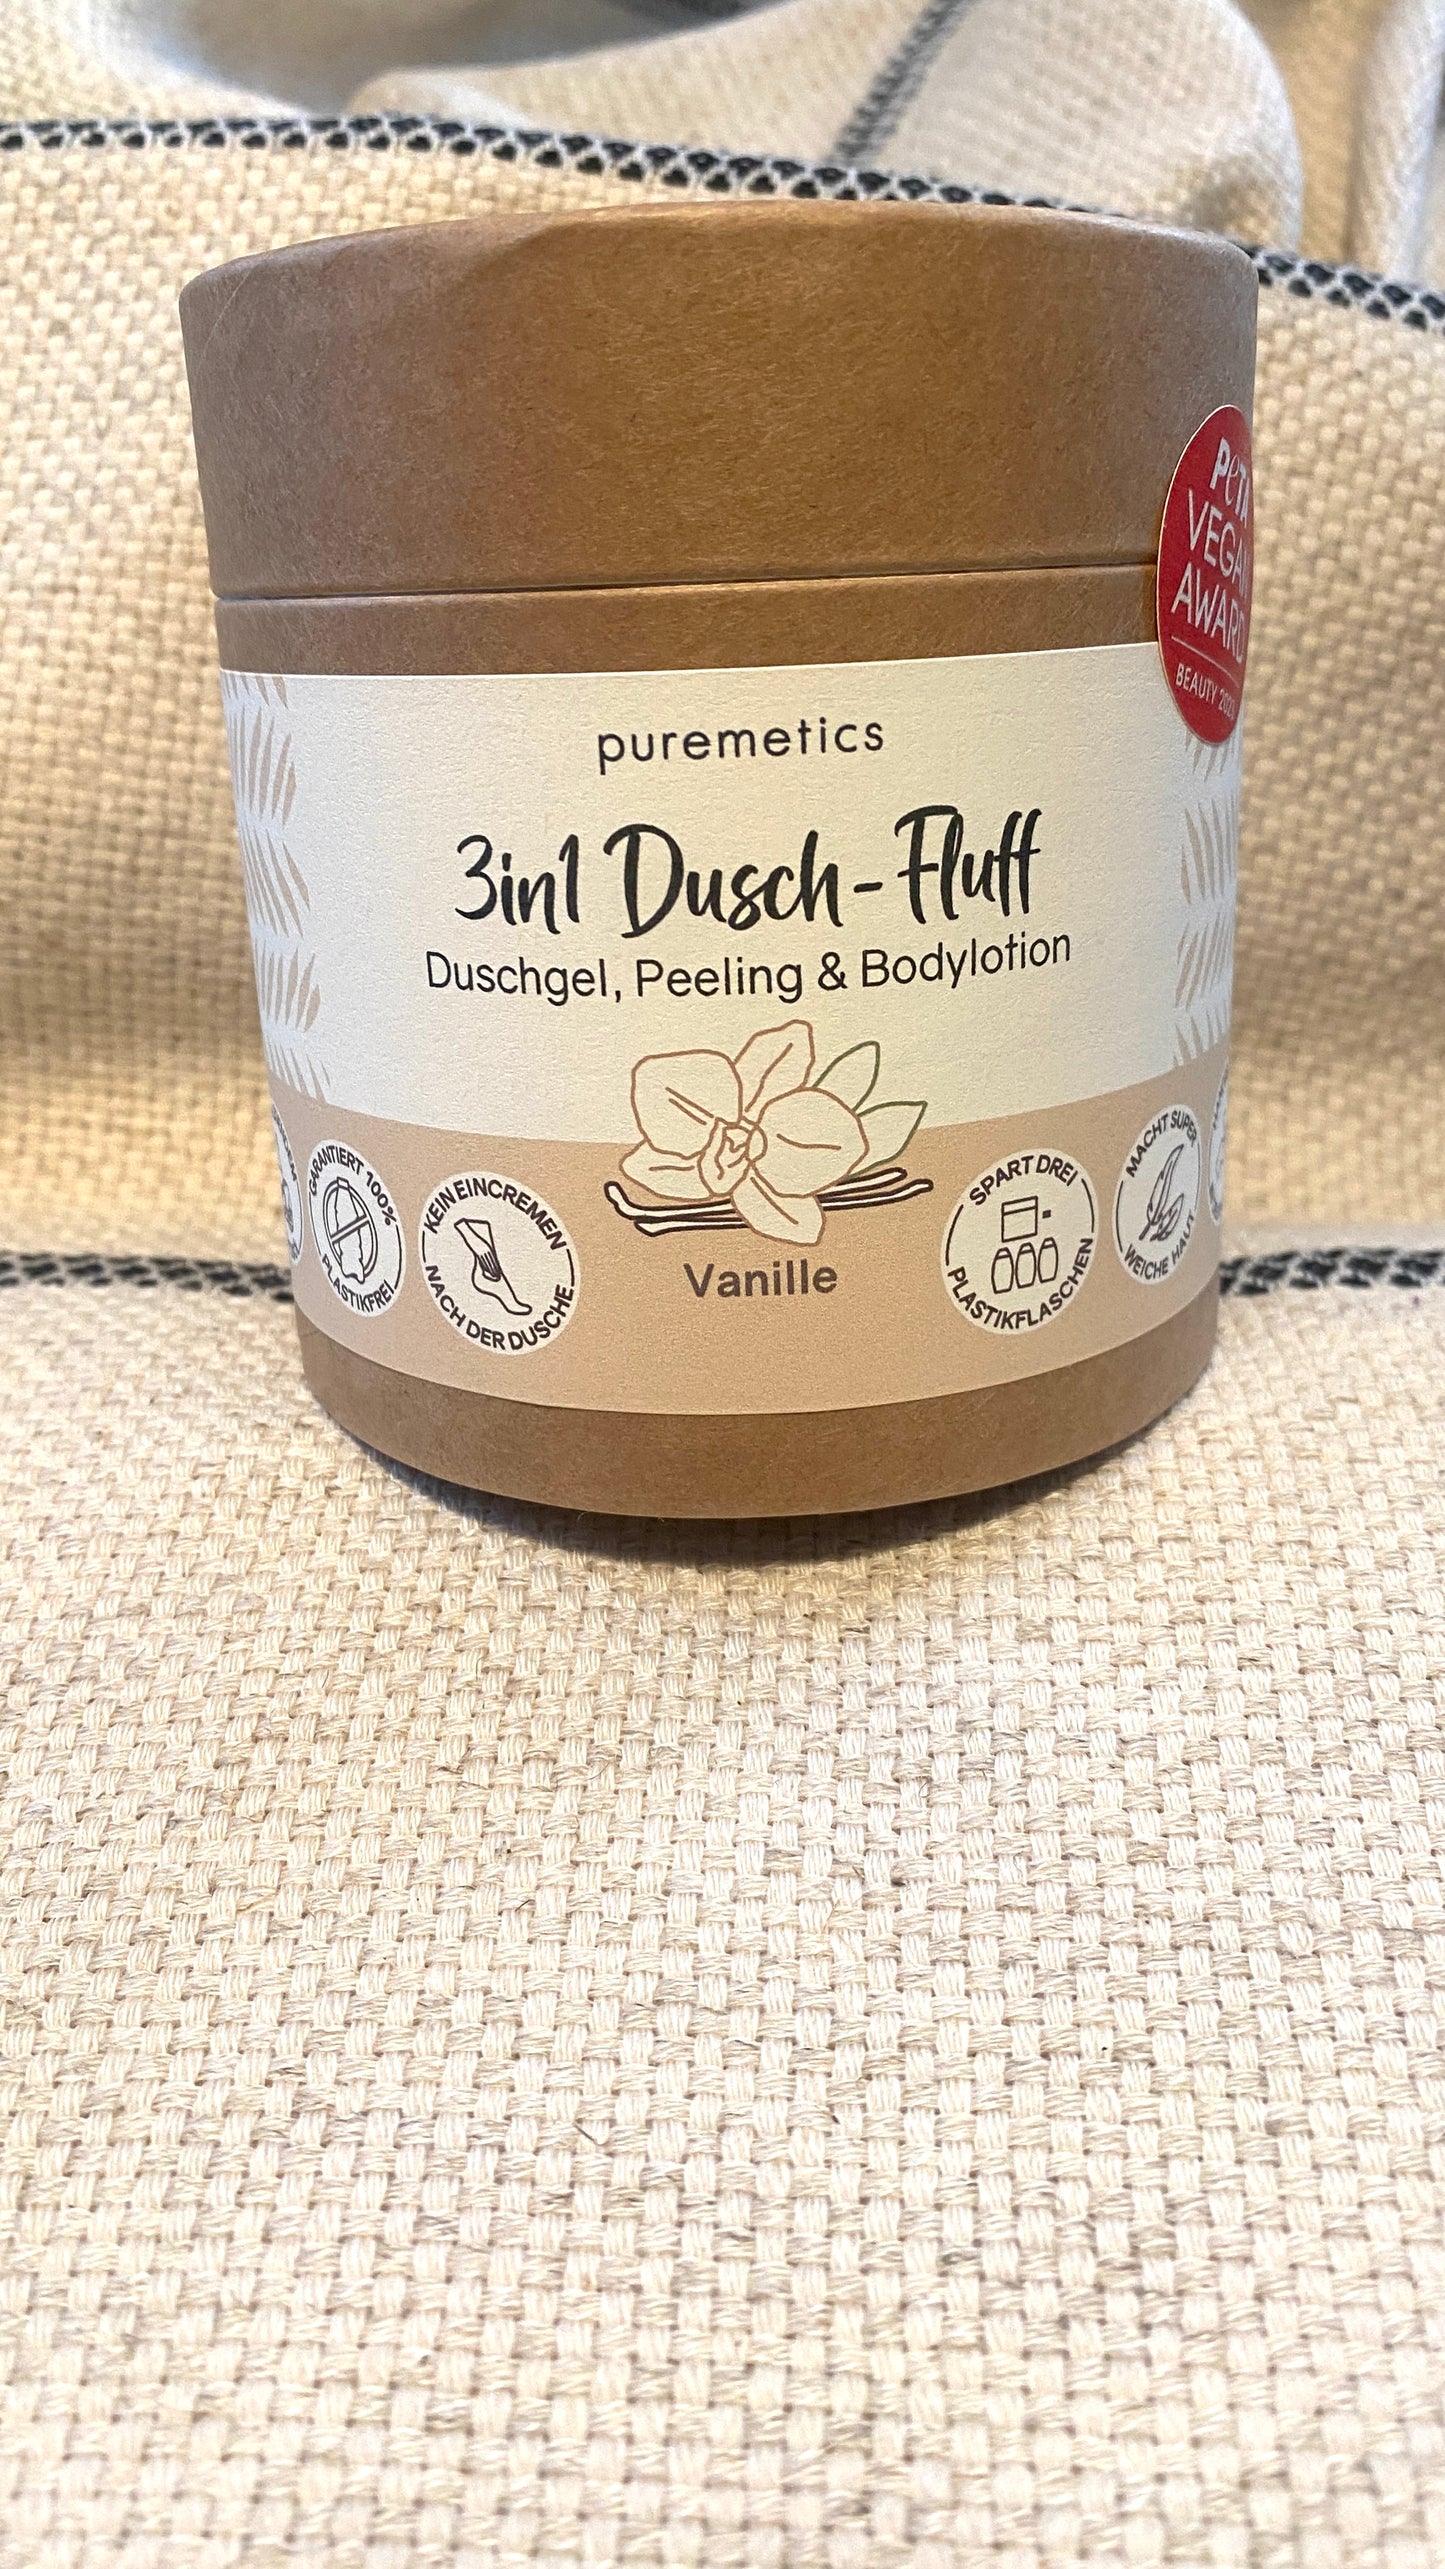 PETA
VEGAN
AWARD
BEAUTY
puremetics
3in1 Dusch-Fluff
Duschgel, Peeling & Bodylotion
GARANTIERT 100%
PLASTIKFREI
KEIN EINCREMEN
NACH DER DUSCHE
Vanille
SPART DREI
PLASTIKFLASCHEN
MACHT SUPER
WEICHE HAUT